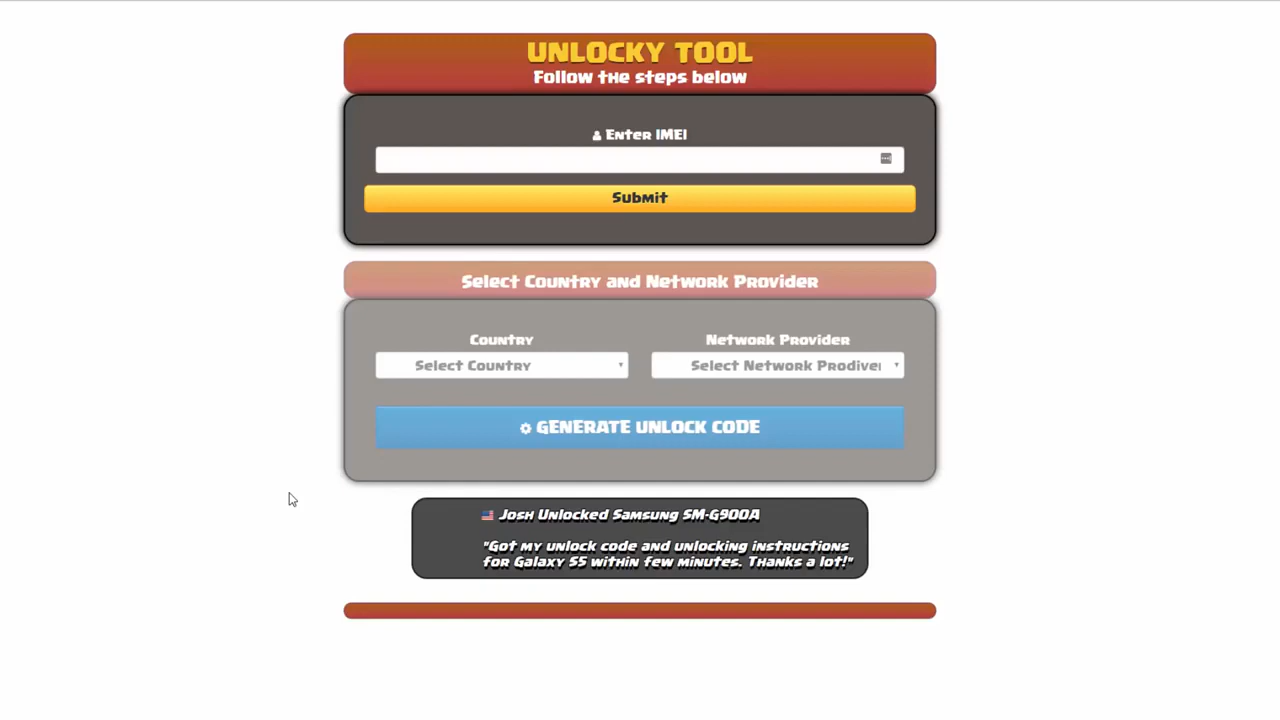 UNLOCKY TOOL
Follow the steps below
Enter IMEI
Submit
Select Country and Network Provider
Country
Network Provider
Select Country
Select Network Prodiver
GENERATE UNLOCK CODE
Josh Unlocked Samsung SM-G900A
"Got my unlock code and unlocking instructions
for Galaxy S5 within few minutes. Thanks a lot!"